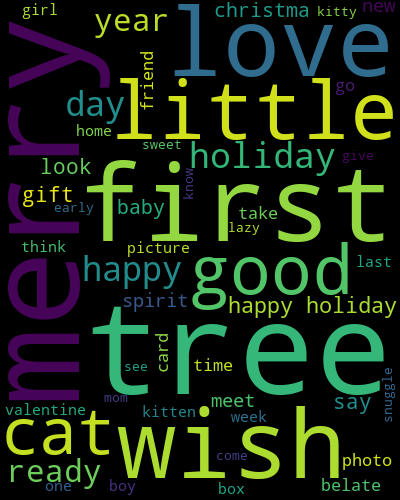 girl
christma
kitty
new
year
love
merry
friend
go
day
little
home
sweet
holiday
give
look
know
gift
first
early
baby
take
lazy
think
picture
good
last
happy
spirit
happy holiday
tree
card
see
time
mom
snuggle
meet
say
valentine
kitten
week
cat
wish
come
photo
ready
one
boy
box
belate